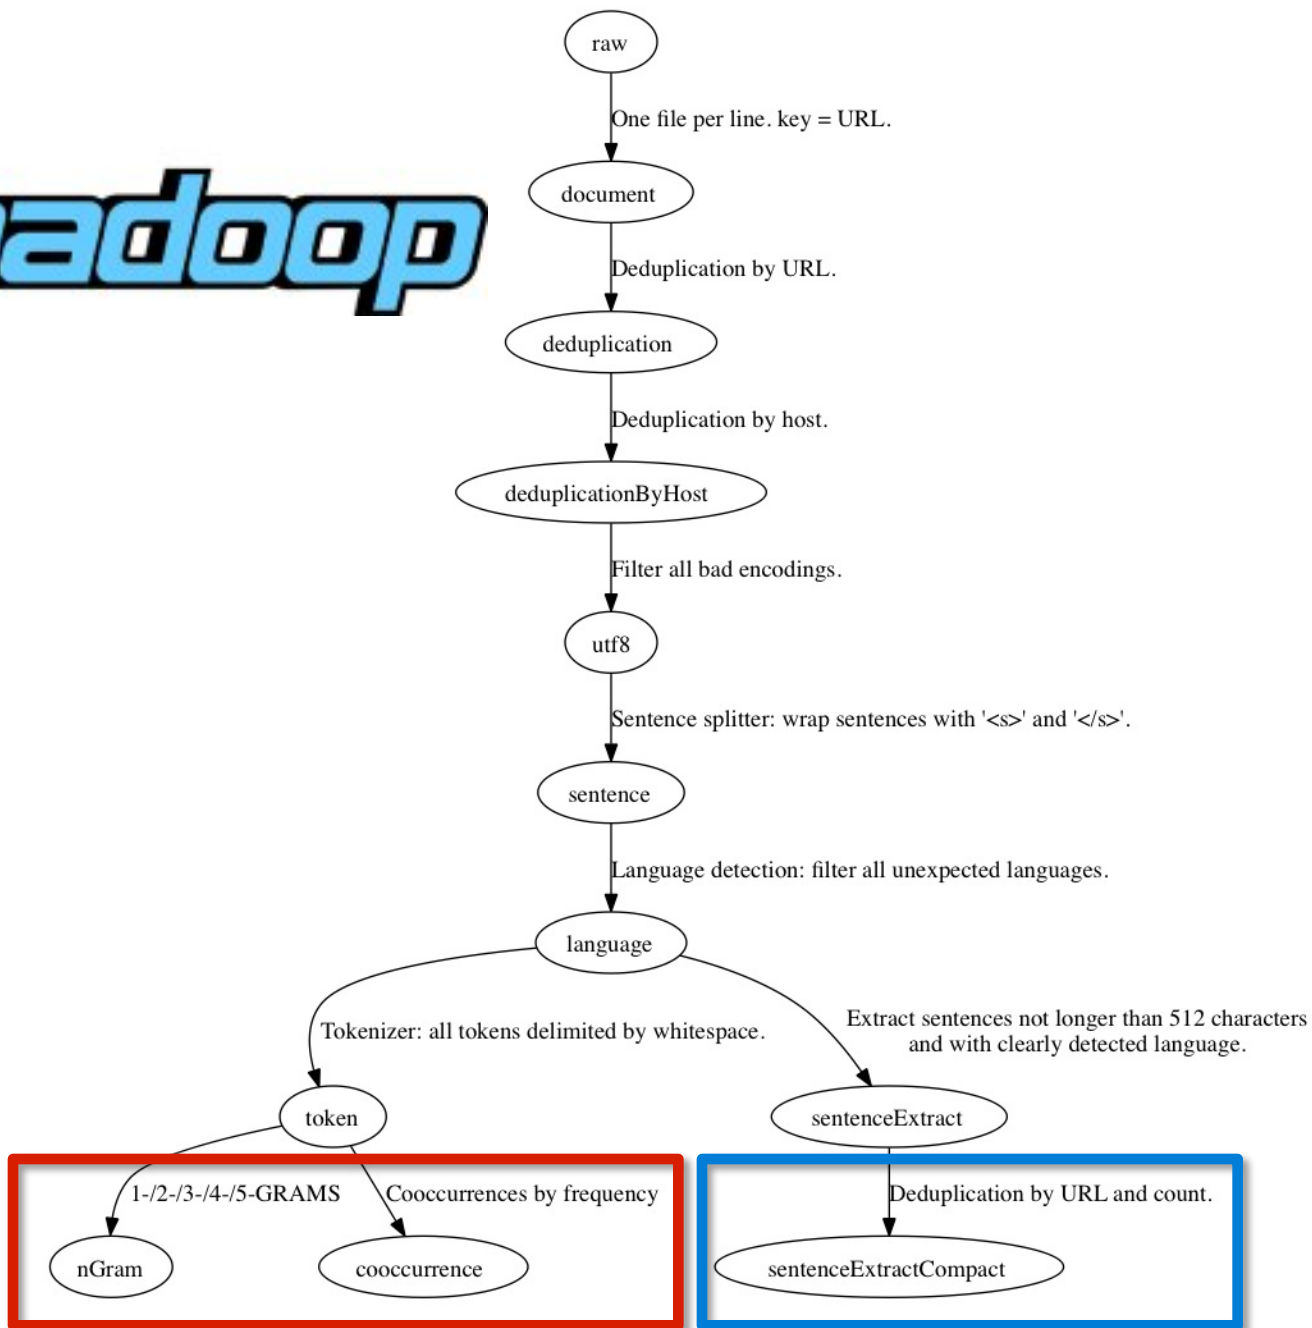 raw
One file per line. key = URL.
adoop
document
Deduplication by URL.
deduplication
Deduplication by host.
deduplicationByHost
Filter all bad encodings.
utf8
Sentence splitter: wrap sentences with '<s>' and '</s>'.
sentence
Language detection: filter all unexpected languages.
language
Tokenizer: all tokens delimited by whitespace.
Extract sentences not longer than 512 characters
and with clearly detected language.
token
sentenceExtract
1-/2-/3-/4-/5-GRAMS
Cooccurrences by frequency
Deduplication by URL and count.
nGram
cooccurrence
sentenceExtractCompact